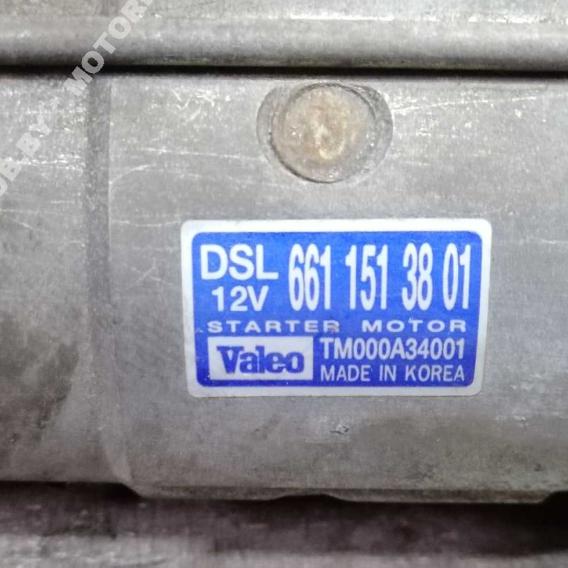 DSL 661 151 38 01
12V
STARTER MOTOR
Valeo TM000A34001
MADE IN KOREA